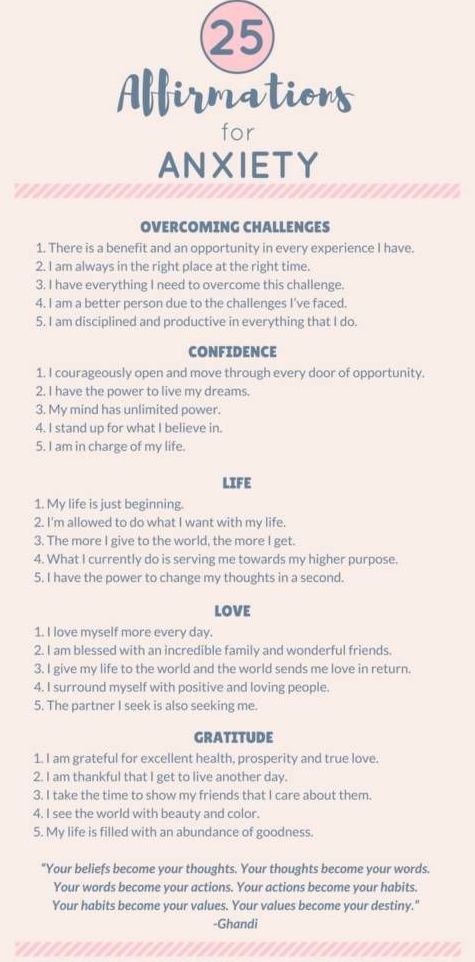 25
Affirmations
for
ANXIETY
OVERCOMING CHALLENGES
1. There is a benefit and an opportunity in every experience I have.
2. I am always in the right place at the right time.
3. I have everything I need to overcome this challenge.
4. I am a better person due to the challenges I've faced.
5. I am disciplined and productive in everything that I do.
CONFIDENCE
1. I courageously open and move through every door of opportunity.
2. I have the power to live my dreams.
3. My mind has unlimited power.
4. I stand up for what I believe in.
5. I am in charge of my life.
LIFE
1. My life is just beginning.
2. I'm allowed to do what I want with my life.
3. The more I give to the world, the more I get.
4. What I currently do is serving me towards my higher purpose.
5. I have the power to change my thoughts in a second.
LOVE
1. I love myself more every day.
2. I am blessed with an incredible family and wonderful friends.
3. I give my life to the world and the world sends me love in return.
4. I surround myself with positive and loving people.
5. The partner I seek is also seeking me.
GRATITUDE
1. I am grateful for excellent health, prosperity and true love.
2. I am thankful that I get to live another day.
3. I take the time to show my friends that I care about them.
4. I see the world with beauty and color.
5. My life is filled with an abundance of goodness.
"Your beliefs become your thoughts. Your thoughts become your words.
Your words become your actions. Your actions become your habits.
Your habits become your values. Your values become your destiny."
-Ghandi